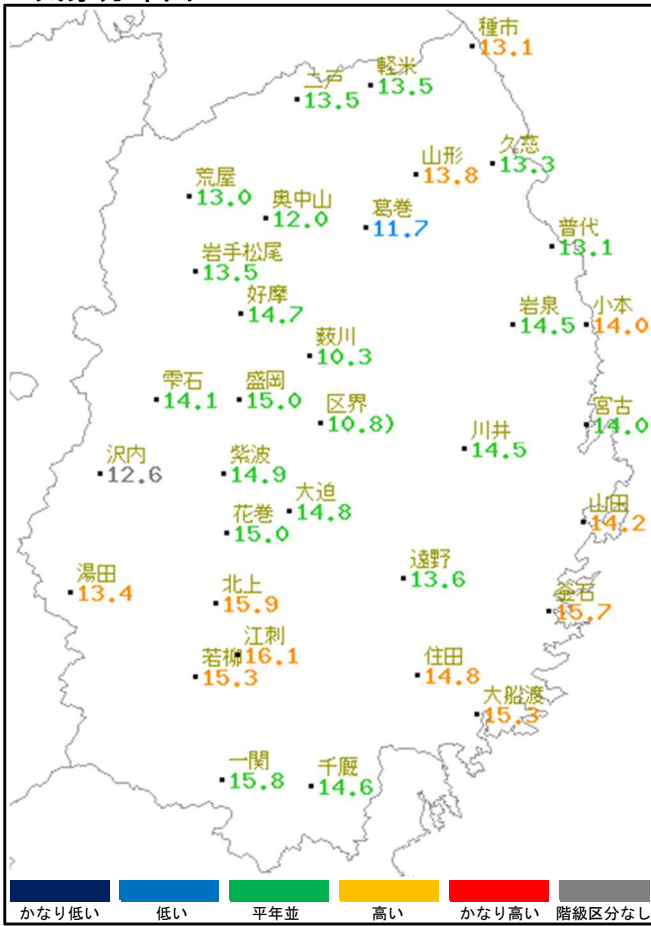 種市
13.1
軽米
13.5
二戸
13.5
久慈
13.3
山形
13.8
荒屋
13.0
奥中山
12.0
葛巻
11.7
普代
13.1
岩手松尾
13.5
好摩
14.7
岩泉
14.5
小本
14.0
薮川
10.3
雫石
14.1
盛岡
15.0
区界
10.8)
宮古
14.0
川井
14.5
沢内
12.6
紫波
14.9
大迫
14.8
山田
14.2
花巻
15.0
遠野
13.6
湯田
13.4
北上
15.9
釜石
15.7
江刺
16.1
若柳
15.3
住田
14.8
大船渡
15.3
一関
15.8
千厩
14.6
かなり低い 低い 平年並 高い かなり高い 階級区分なし